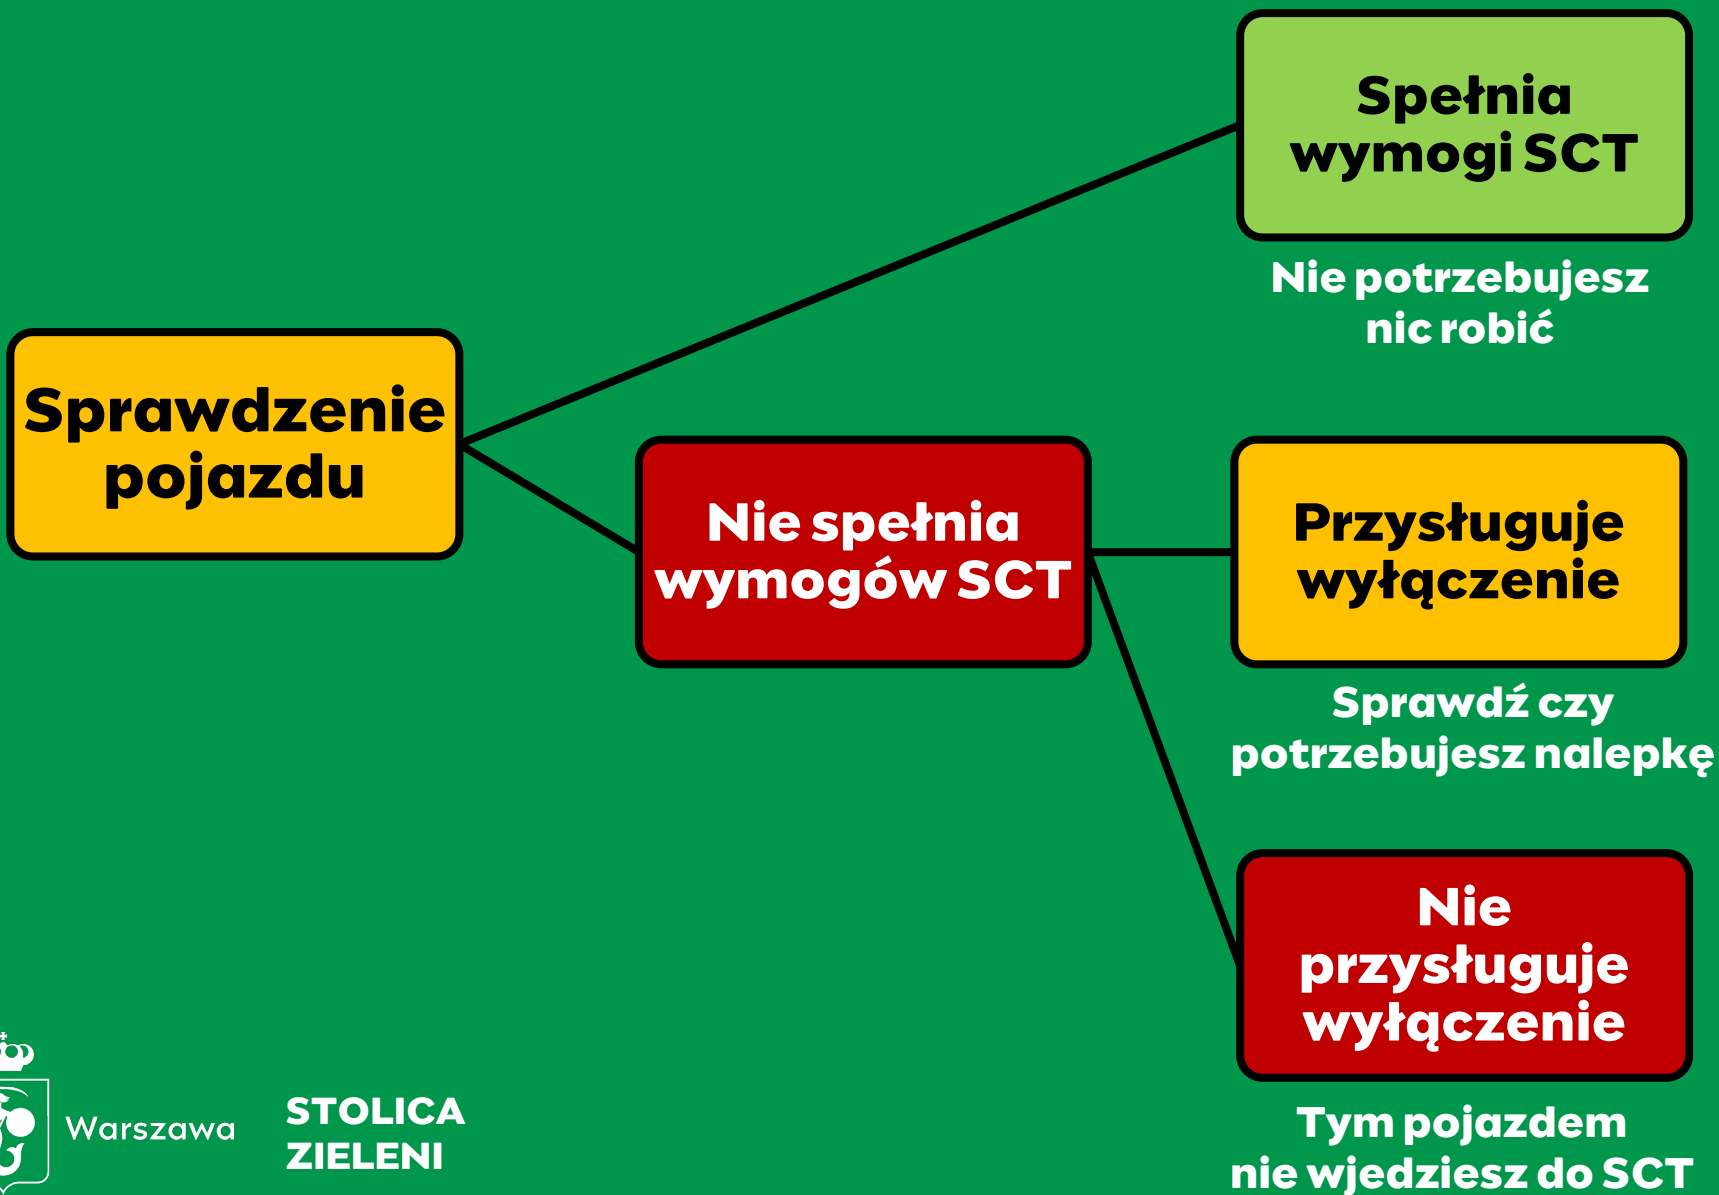 Spełnia
wymogi SCT
Nie potrzebujesz
nic robić
Sprawdzenie
pojazdu
Nie spełnia
wymogów SCT
Przysługuje
wyłączenie
Sprawdź czy
potrzebujesz nalepkę
Nie
przysługuje
wyłączenie
Tym pojazdem
nie wjedziesz do SCT
Warszawa
STOLICA
ZIELENI